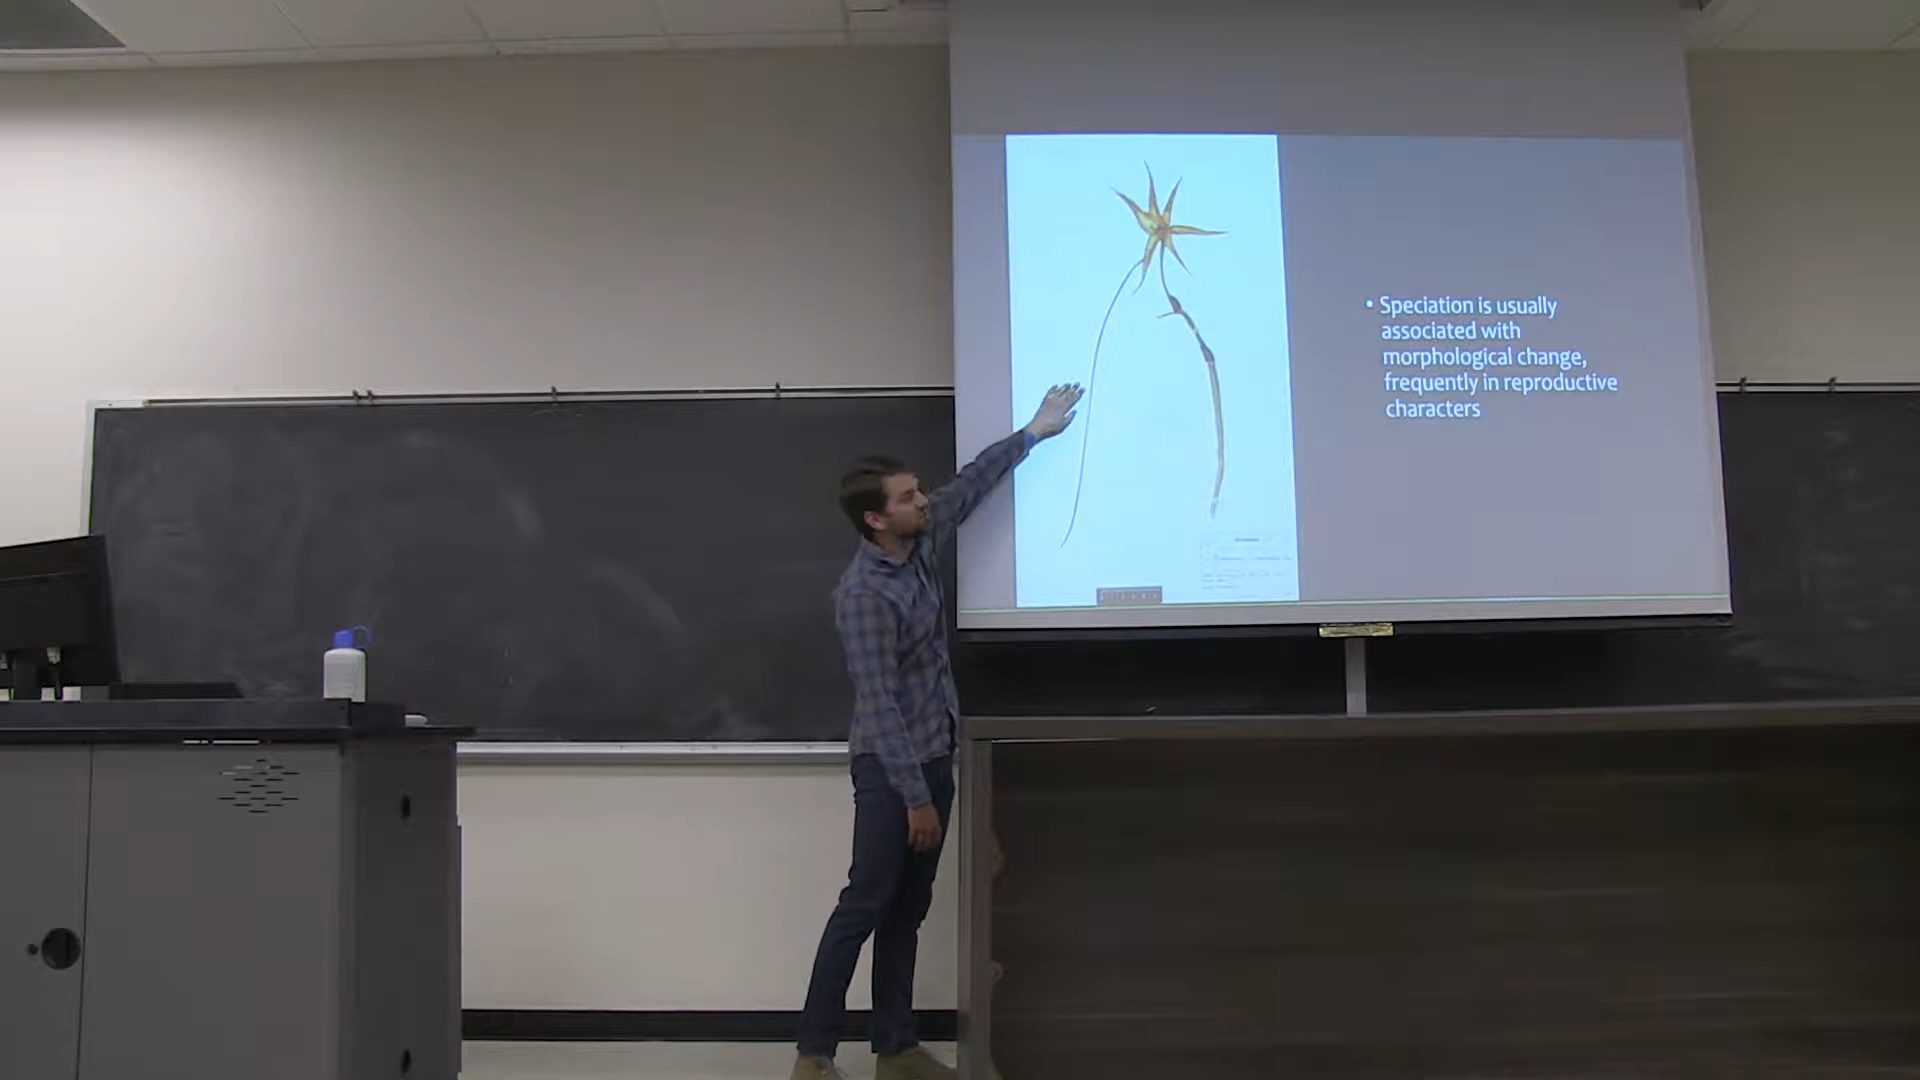 • Speciation is usually
associated with
morphological change,
frequently in reproductive
characters